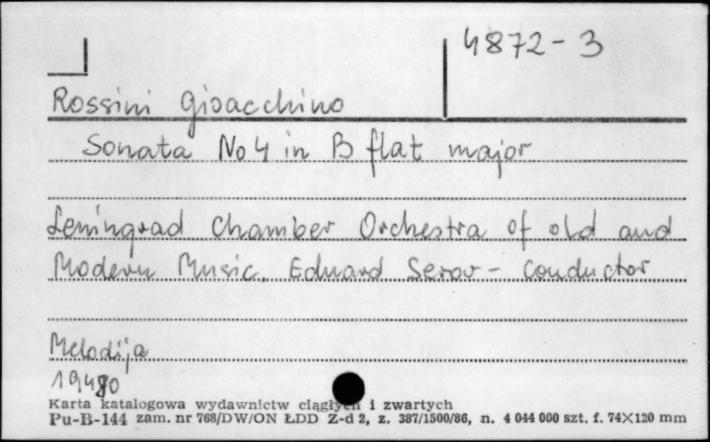 4872-3
Rossini Gioacchino
Sonata No 4 in B flat major
Leningrad Chamber Orchestra of old and
Modern Music. Eduard Serov - conductor
Melodija
Karta katalogowa wydawnictw ciągłych i zwartych
Pu-B-144 zam. nr 768/DW/ON ŁDD Z-d 2, z. 387/1500/86, n. 4 044 000 szt. f. 74X120 mm